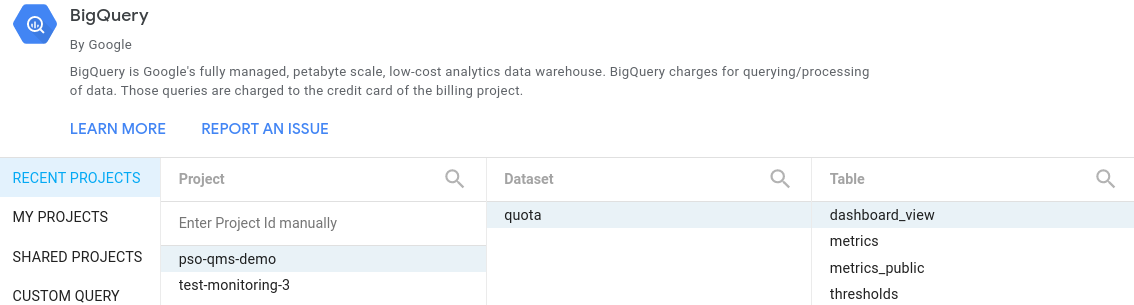 BigQuery
By Google
BigQuery is Google's fully managed, petabyte scale, low-cost analytics data warehouse. BigQuery charges for querying/processing
of data. Those queries are charged to the credit card of the billing project.
LEARN MORE REPORT AN ISSUE
RECENT PROJECTS
MY PROJECTS
SHARED PROJECTS
CUSTOM QUERY
Project
Enter Project Id manually
pso-qms-demo
test-monitoring-3
Dataset
quota
Table
dashboard_view
metrics
metrics_public
thresholds